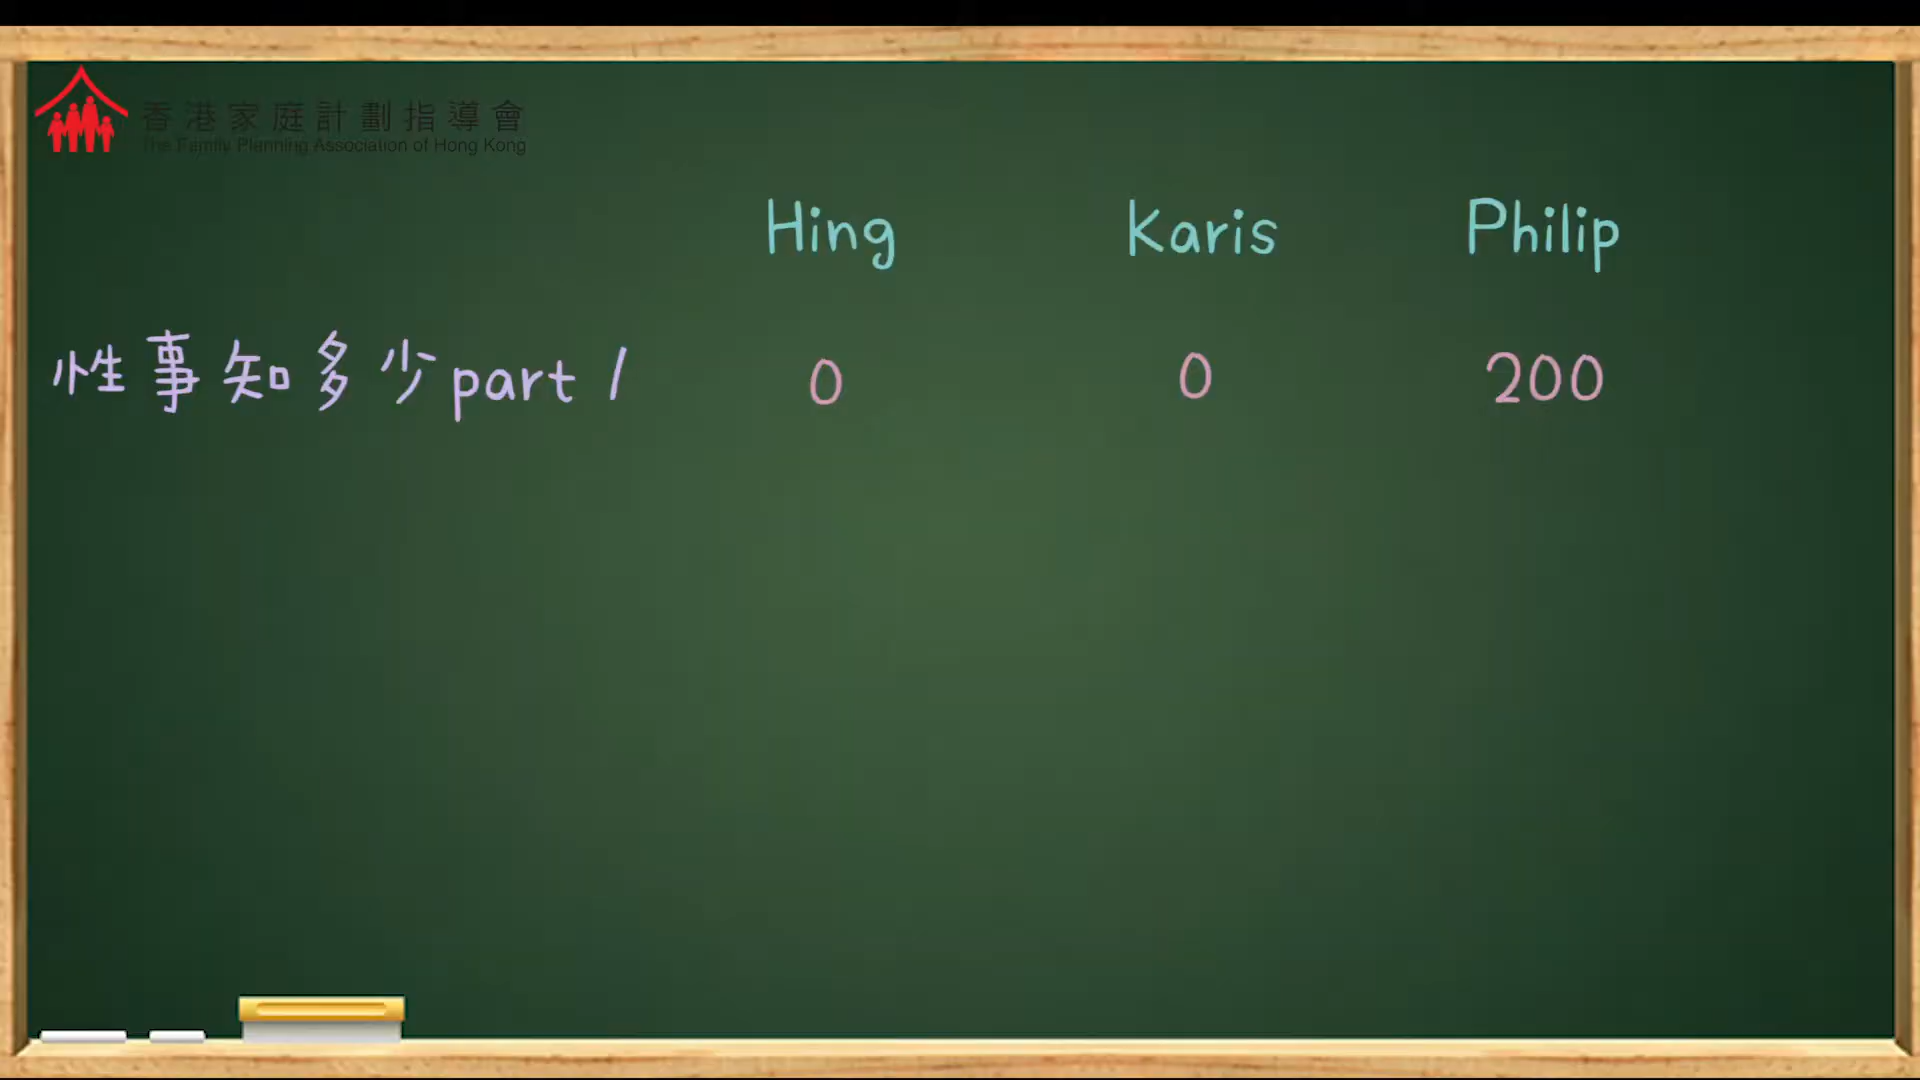 香港家庭計劃指導會
The Family Planning Association of Hong Kong
Hing Karis Philip
性事知多少part 1 0 0 200